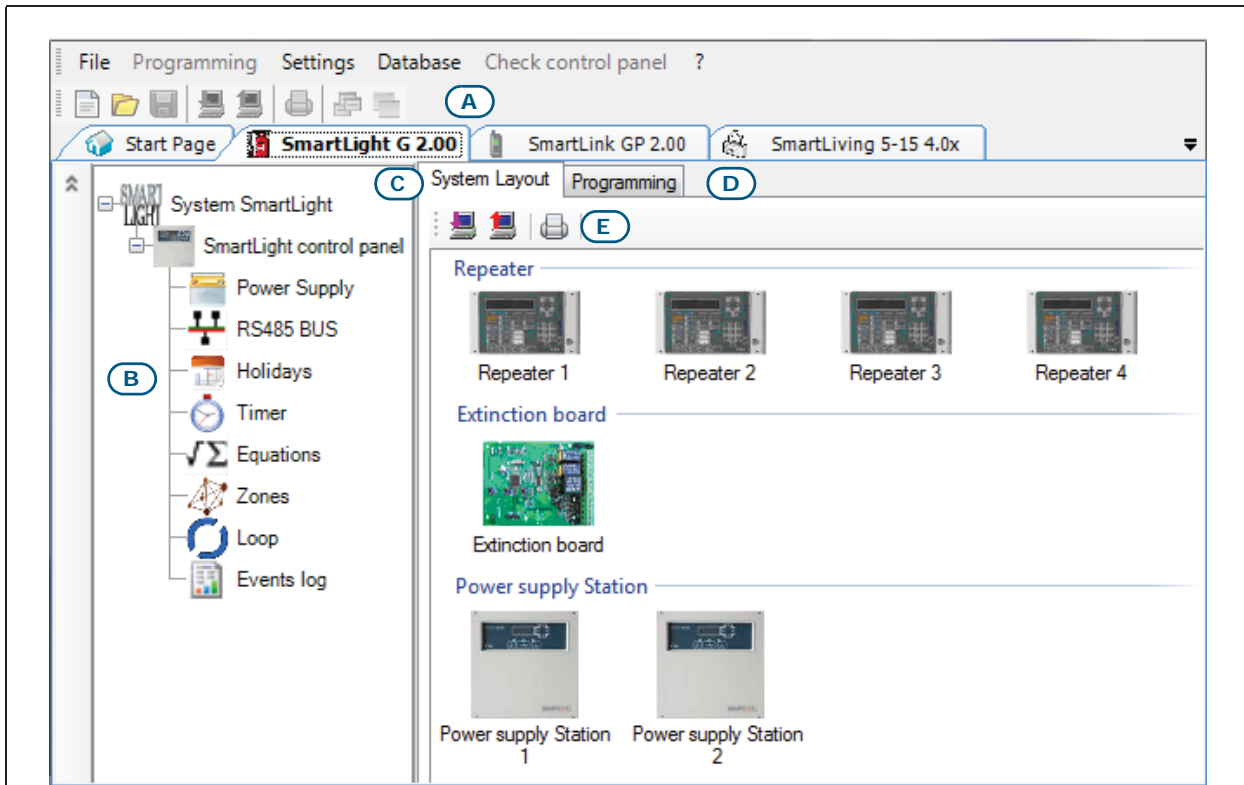 File Programming Settings Database Check control panel ?
A
Start Page SmartLight G 2.00 SmartLink GP 2.00 SmartLiving 5-15 4.0x
C System Layout Programming D
E
SMART
LIGHT
System SmartLight
SmartLight control panel
Power Supply
RS485 BUS
B
Holidays
Timer
Equations
Zones
Loop
Events log
Repeater
Repeater 1 Repeater 2 Repeater 3 Repeater 4
Extinction board
Extinction board
Power supply Station
Power supply Station Power supply Station
1 2